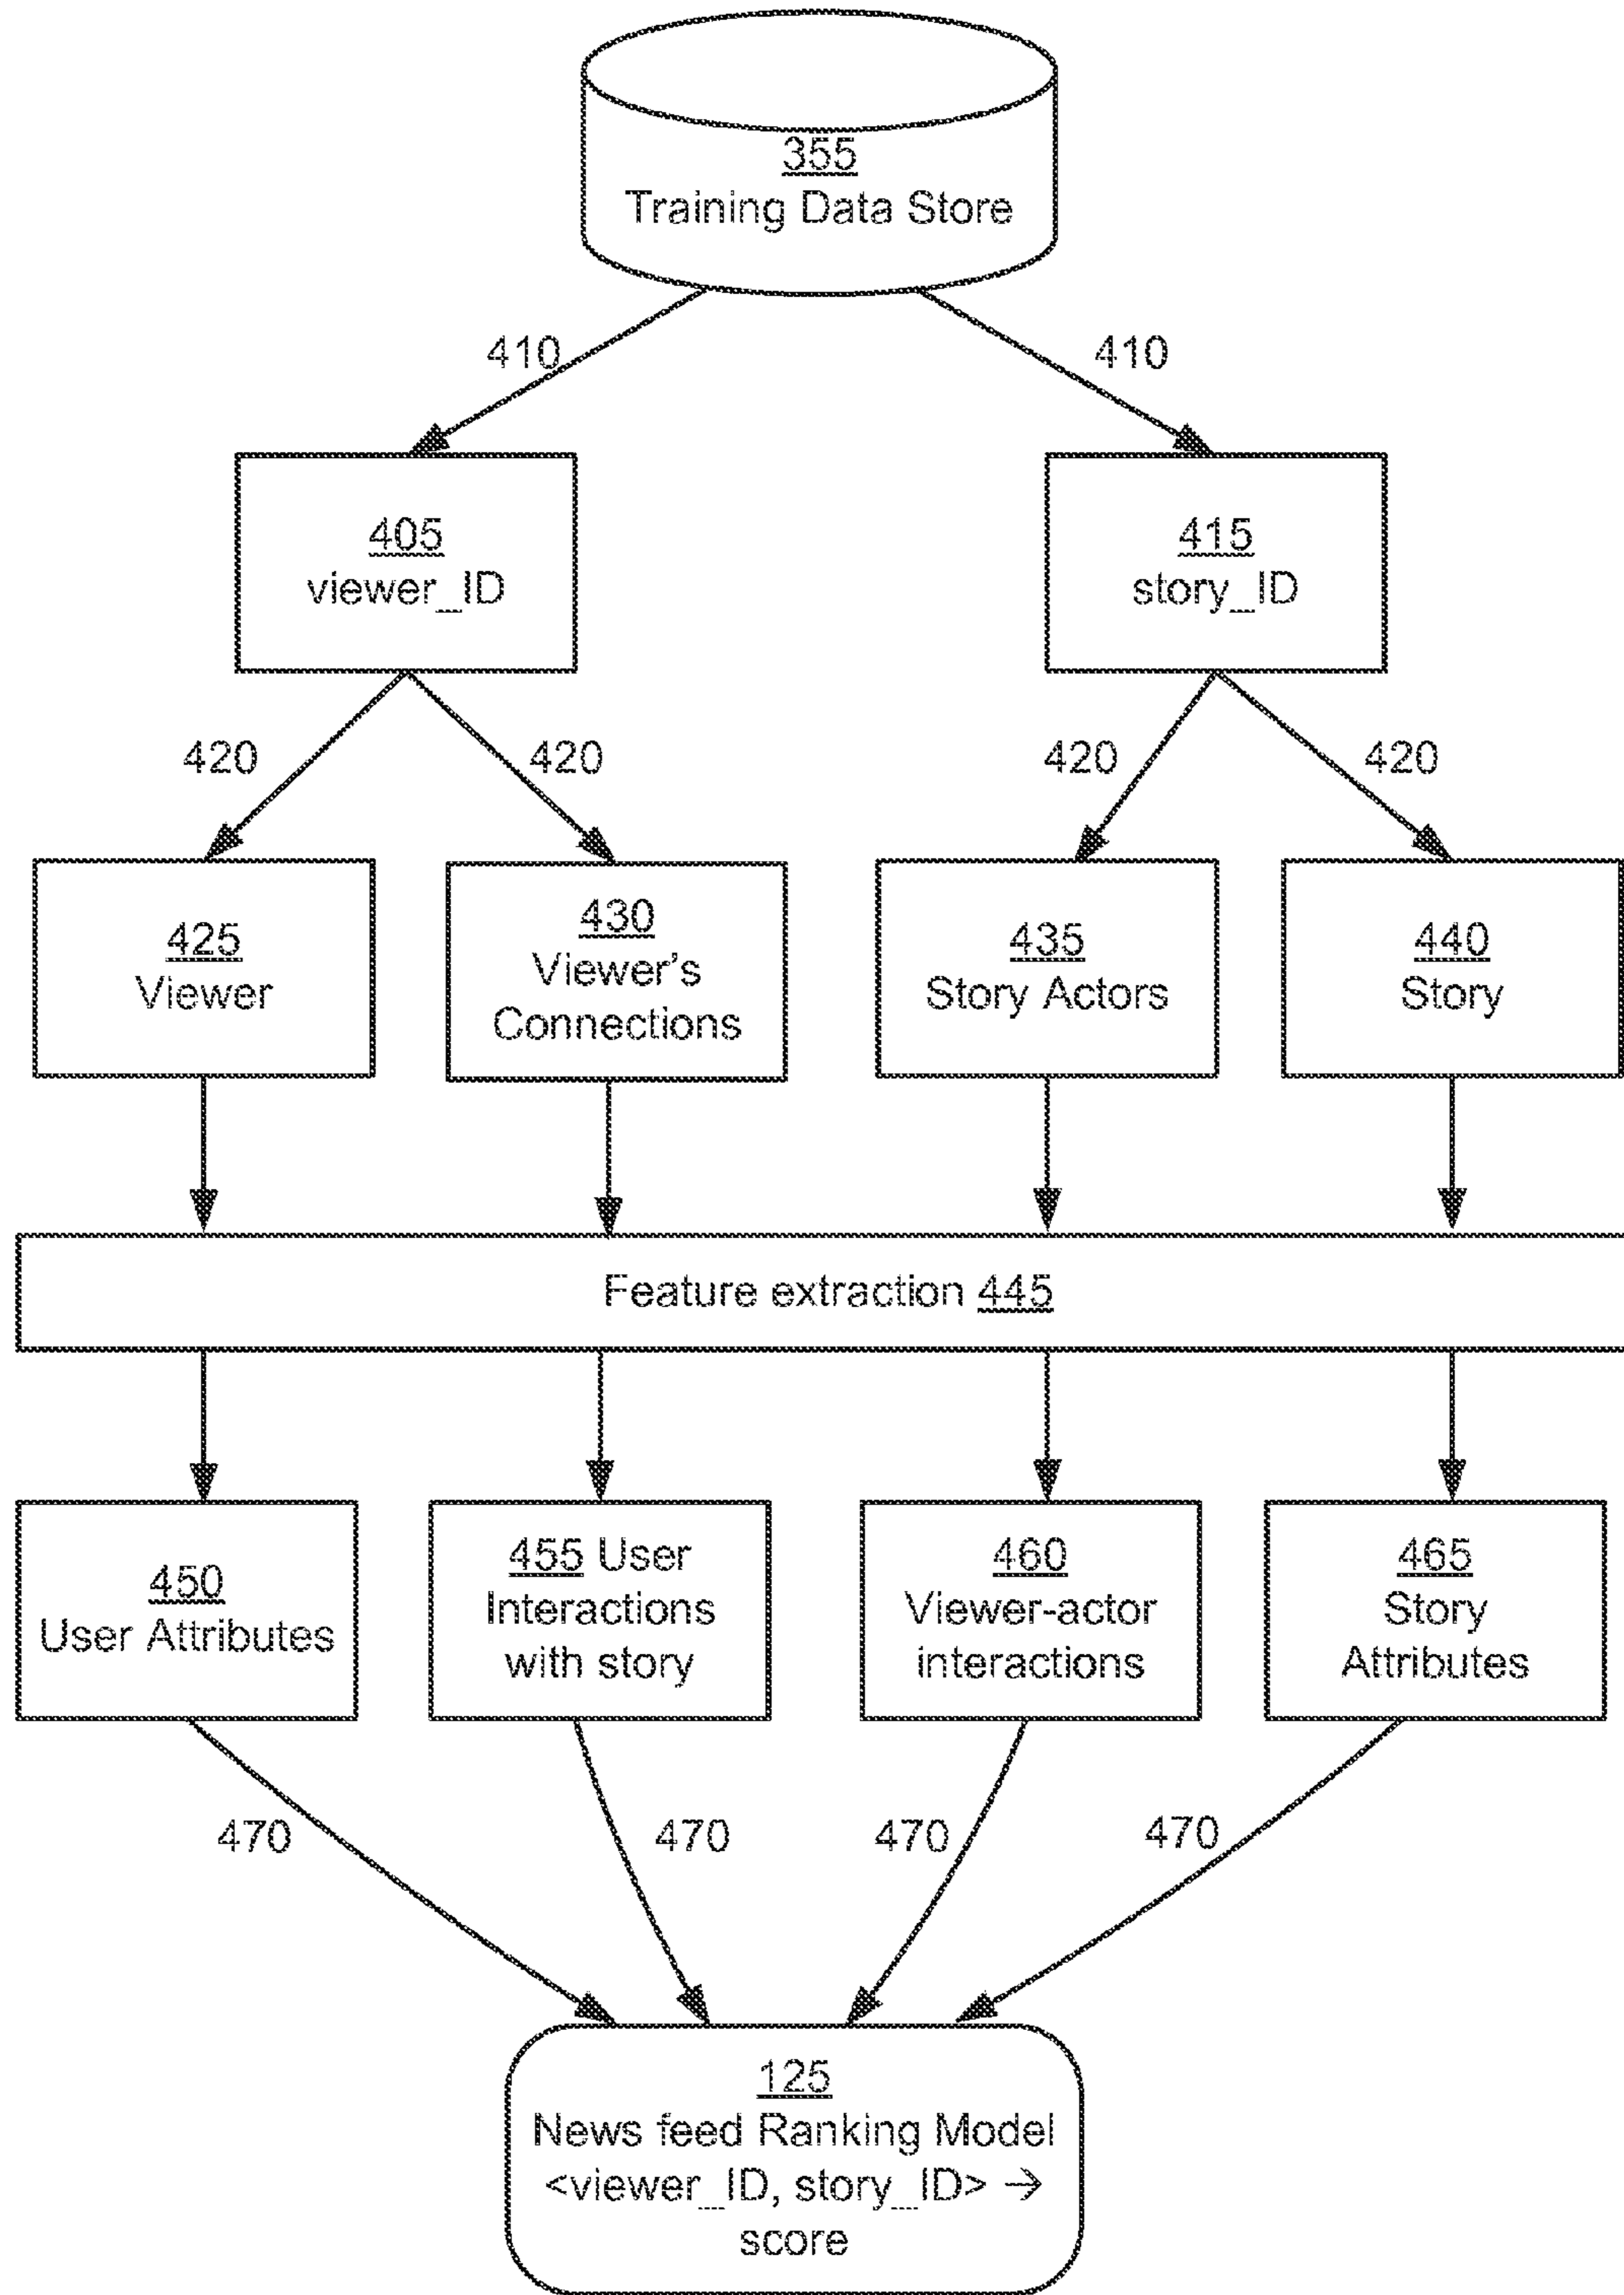 355
Training Data Store
410
410
405
viewer_ID
415
story_ID
420
420
420
420
425
Viewer
430
Viewer's
Connections
435
Story Actors
440
Story
Feature extraction 445
450
User Attributes
455 User
Interactions
with story
460
Viewer-actor
interactions
465
Story
Attributes
470
470
470
470
125
News feed Ranking Model
<viewer_ID, story_ID> →
score